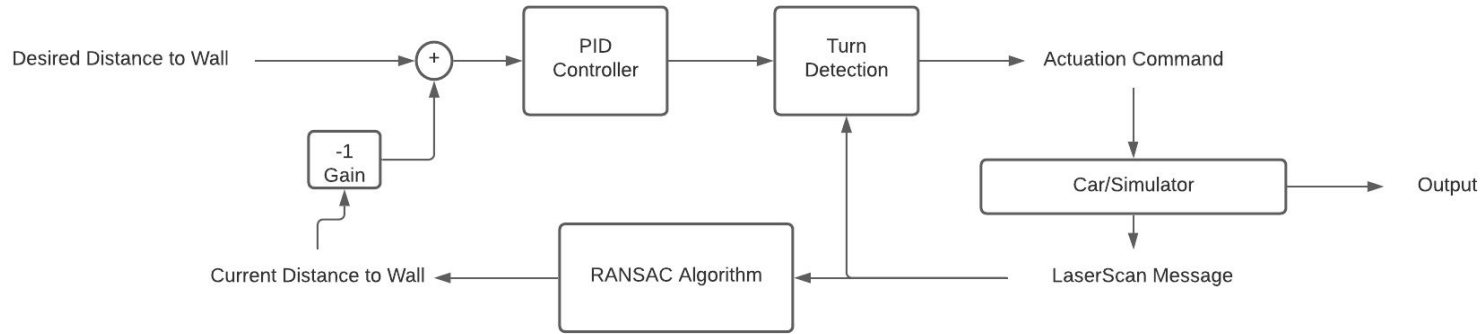 Desired Distance to Wall
+
PID
Controller
Turn
Detection
Actuation Command
-1
Gain
Car/Simulator
Output
Current Distance to Wall
RANSAC Algorithm
LaserScan Message